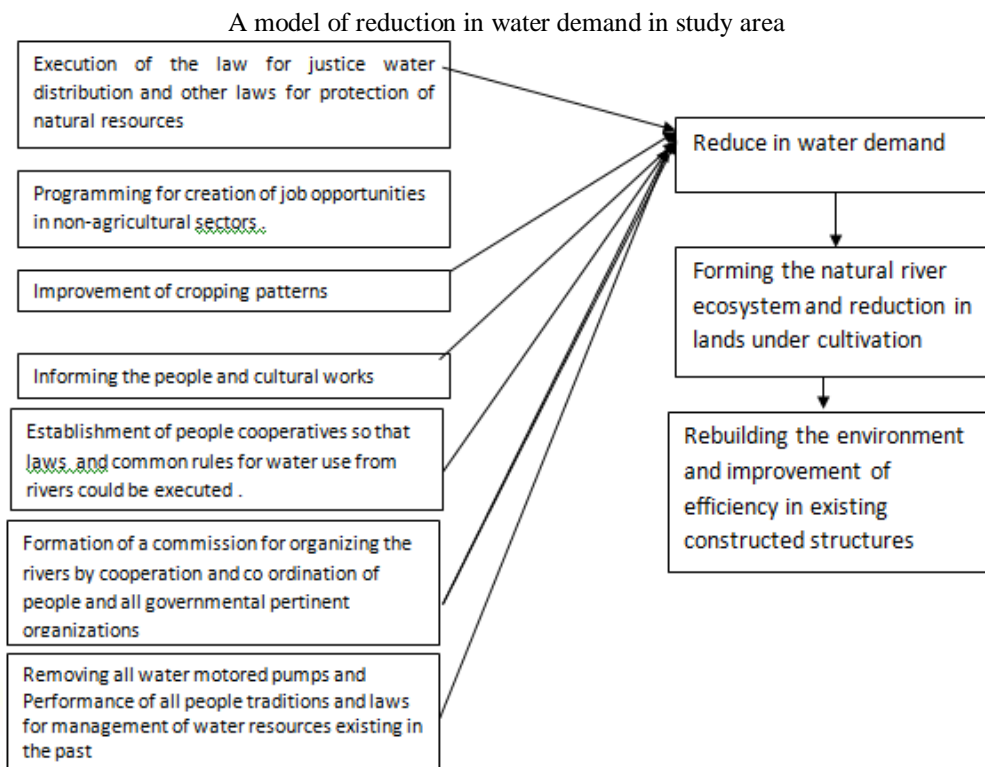 A model of reduction in water demand in study area
Execution of the law for justice water
distribution and other laws for protection of
natural resources
Programming for creation of job opportunities
in non-agricultural sectors .
Improvement of cropping patterns
Informing the people and cultural works
Establishment of people cooperatives so that
laws and common rules for water use from
rivers could be executed .
Formation of a commission for organizing the
rivers by cooperation and co ordination of
people and all governmental pertinent
organizations
Removing all water motored pumps and
Performance of all people traditions and laws
for management of water resources existing in
the past
Reduce in water demand
Forming the natural river
ecosystem and reduction in
lands under cultivation
Rebuilding the environment
and improvement of
efficiency in existing
constructed structures